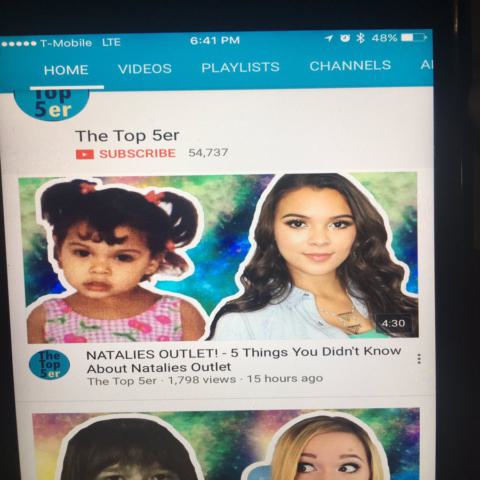 T-Mobile LTE 6:41 PM 48%
HOME VIDEOS PLAYLISTS CHANNELS
Top
5er
The Top 5er
SUBSCRIBE 54,737
4:30
The
Top
5er
NATALIES OUTLET! - 5 Things You Didn't Know
About Natalies Outlet
The Top 5er · 1,798 views · 15 hours ago